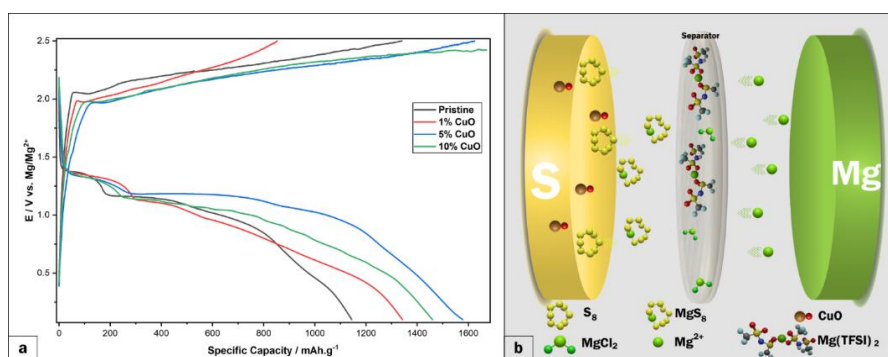 a
E / V vs. Mg/Mg²⁺
2.5
2.0
1.5
1.0
0.5
0
200
400
600
800
1000
1200
1400
1600
Specific Capacity / mAh.g⁻¹
Pristine
1% CuO
5% CuO
10% CuO
b
Separator
S
Mg
S₈
MgS₈
CuO
MgCl₂
Mg²⁺
Mg(TFSI)₂